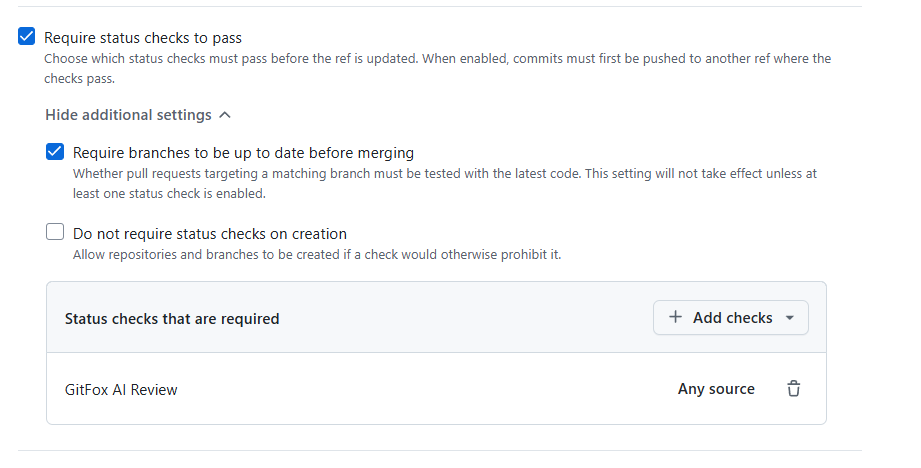 Require status checks to pass
Choose which status checks must pass before the ref is updated. When enabled, commits must first be pushed to another ref where the
checks pass.
Hide additional settings
Require branches to be up to date before merging
Whether pull requests targeting a matching branch must be tested with the latest code. This setting will not take effect unless at
least one status check is enabled.
Do not require status checks on creation
Allow repositories and branches to be created if a check would otherwise prohibit it.
Status checks that are required
Add checks
GitFox AI Review
Any source